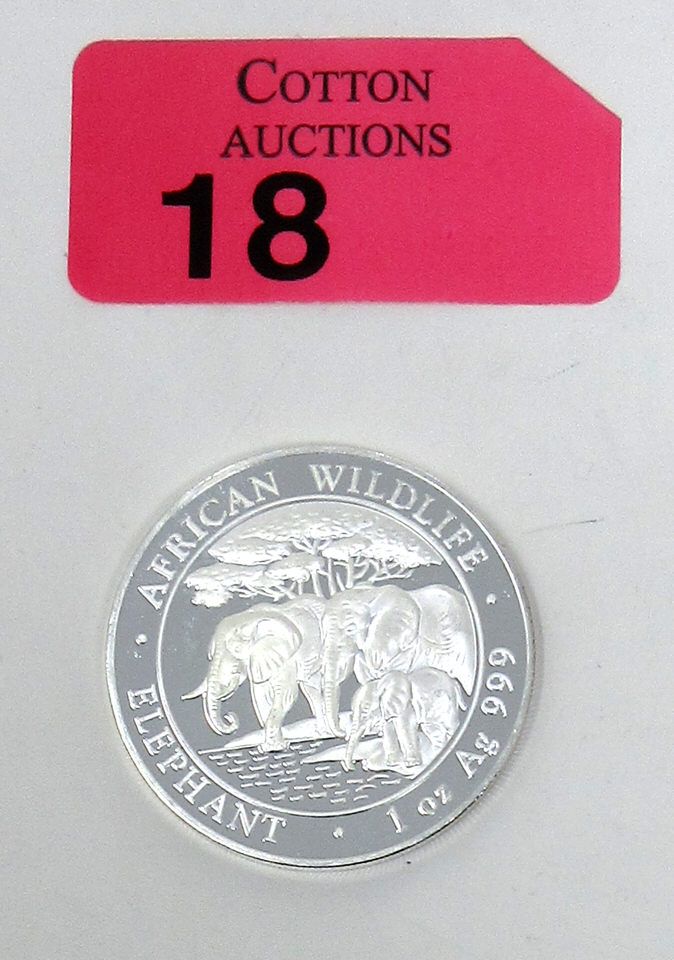 COTTON
AUCTIONS
18
AFRICAN WILDLIFE
ELEPHANT
1 oz Ag 999